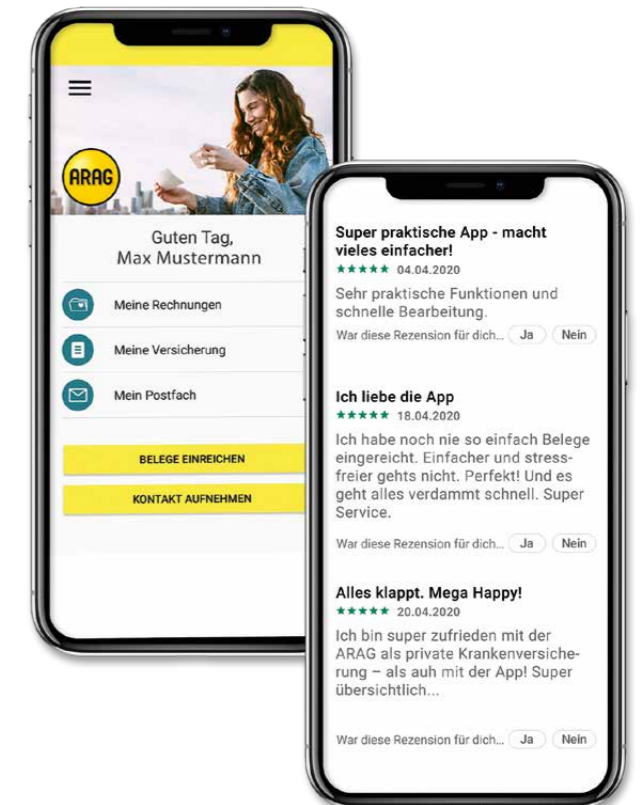 ARAG
Guten Tag,
Max Mustermann
Meine Rechnungen
Meine Versicherung
Mein Postfach
BELEGE EINREICHEN
KONTAKT AUFNEHMEN
Super praktische App - macht
vieles einfacher!
★★★★★ 04.04.2020
Sehr praktische Funktionen und
schnelle Bearbeitung.
War diese Rezension für dich... Ja Nein
Ich liebe die App
★★★★★ 18.04.2020
Ich habe noch nie so einfach Belege
eingereicht. Einfacher und stress-
freier gehts nicht. Perfekt! Und es
geht alles verdammt schnell. Super
Service.
War diese Rezension für dich... Ja Nein
Alles klappt. Mega Happy!
★★★★★ 20.04.2020
Ich bin super zufrieden mit der
ARAG als private Krankenversiche-
rung – als auh mit der App! Super
übersichtlich...
War diese Rezension für dich... Ja Nein